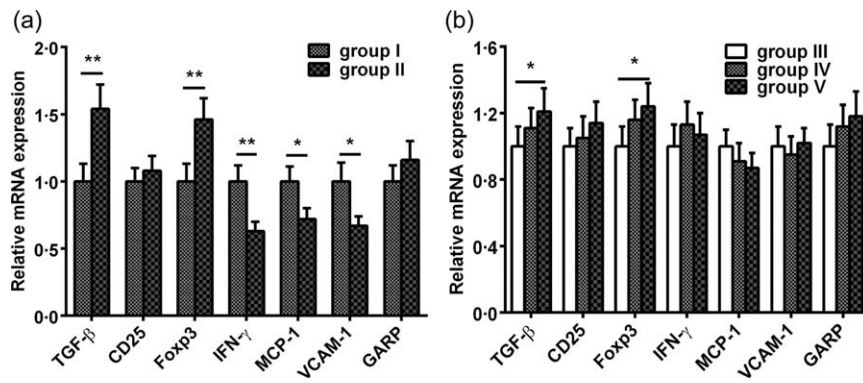 (a)
Relative mRNA expression
2·0
1·5
1·0
0·5
0·0
group I
group II
**
**
**
*
*
TGF-β
CD25
Foxp3
IFN-γ
MCP-1
VCAM-1
GARP
(b)
Relative mRNA expression
1·6
1·2
0·8
0·4
0·0
group III
group IV
group V
*
*
TGF-β
CD25
Foxp3
IFN-γ
MCP-1
VCAM-1
GARP